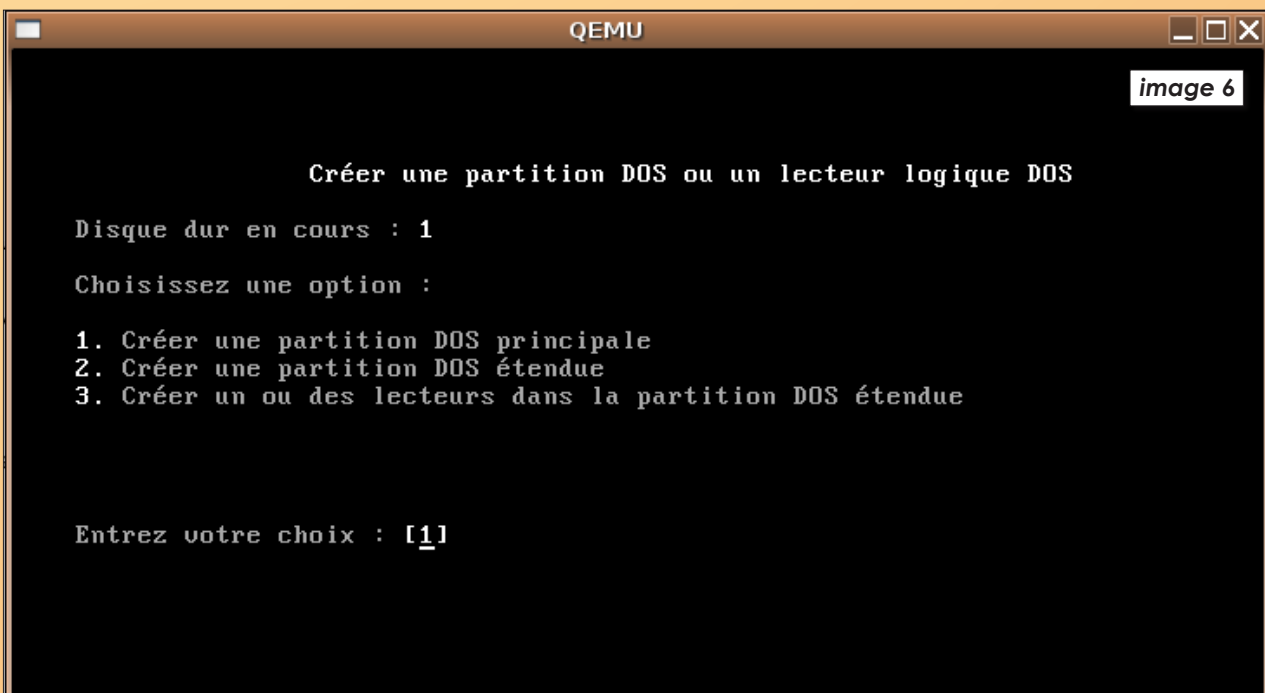 QEMU
image 6
Créer une partition DOS ou un lecteur logique DOS
Disque dur en cours : 1
Choisissez une option :
1. Créer une partition DOS principale
2. Créer une partition DOS étendue
3. Créer un ou des lecteurs dans la partition DOS étendue
Entrez votre choix : [1]